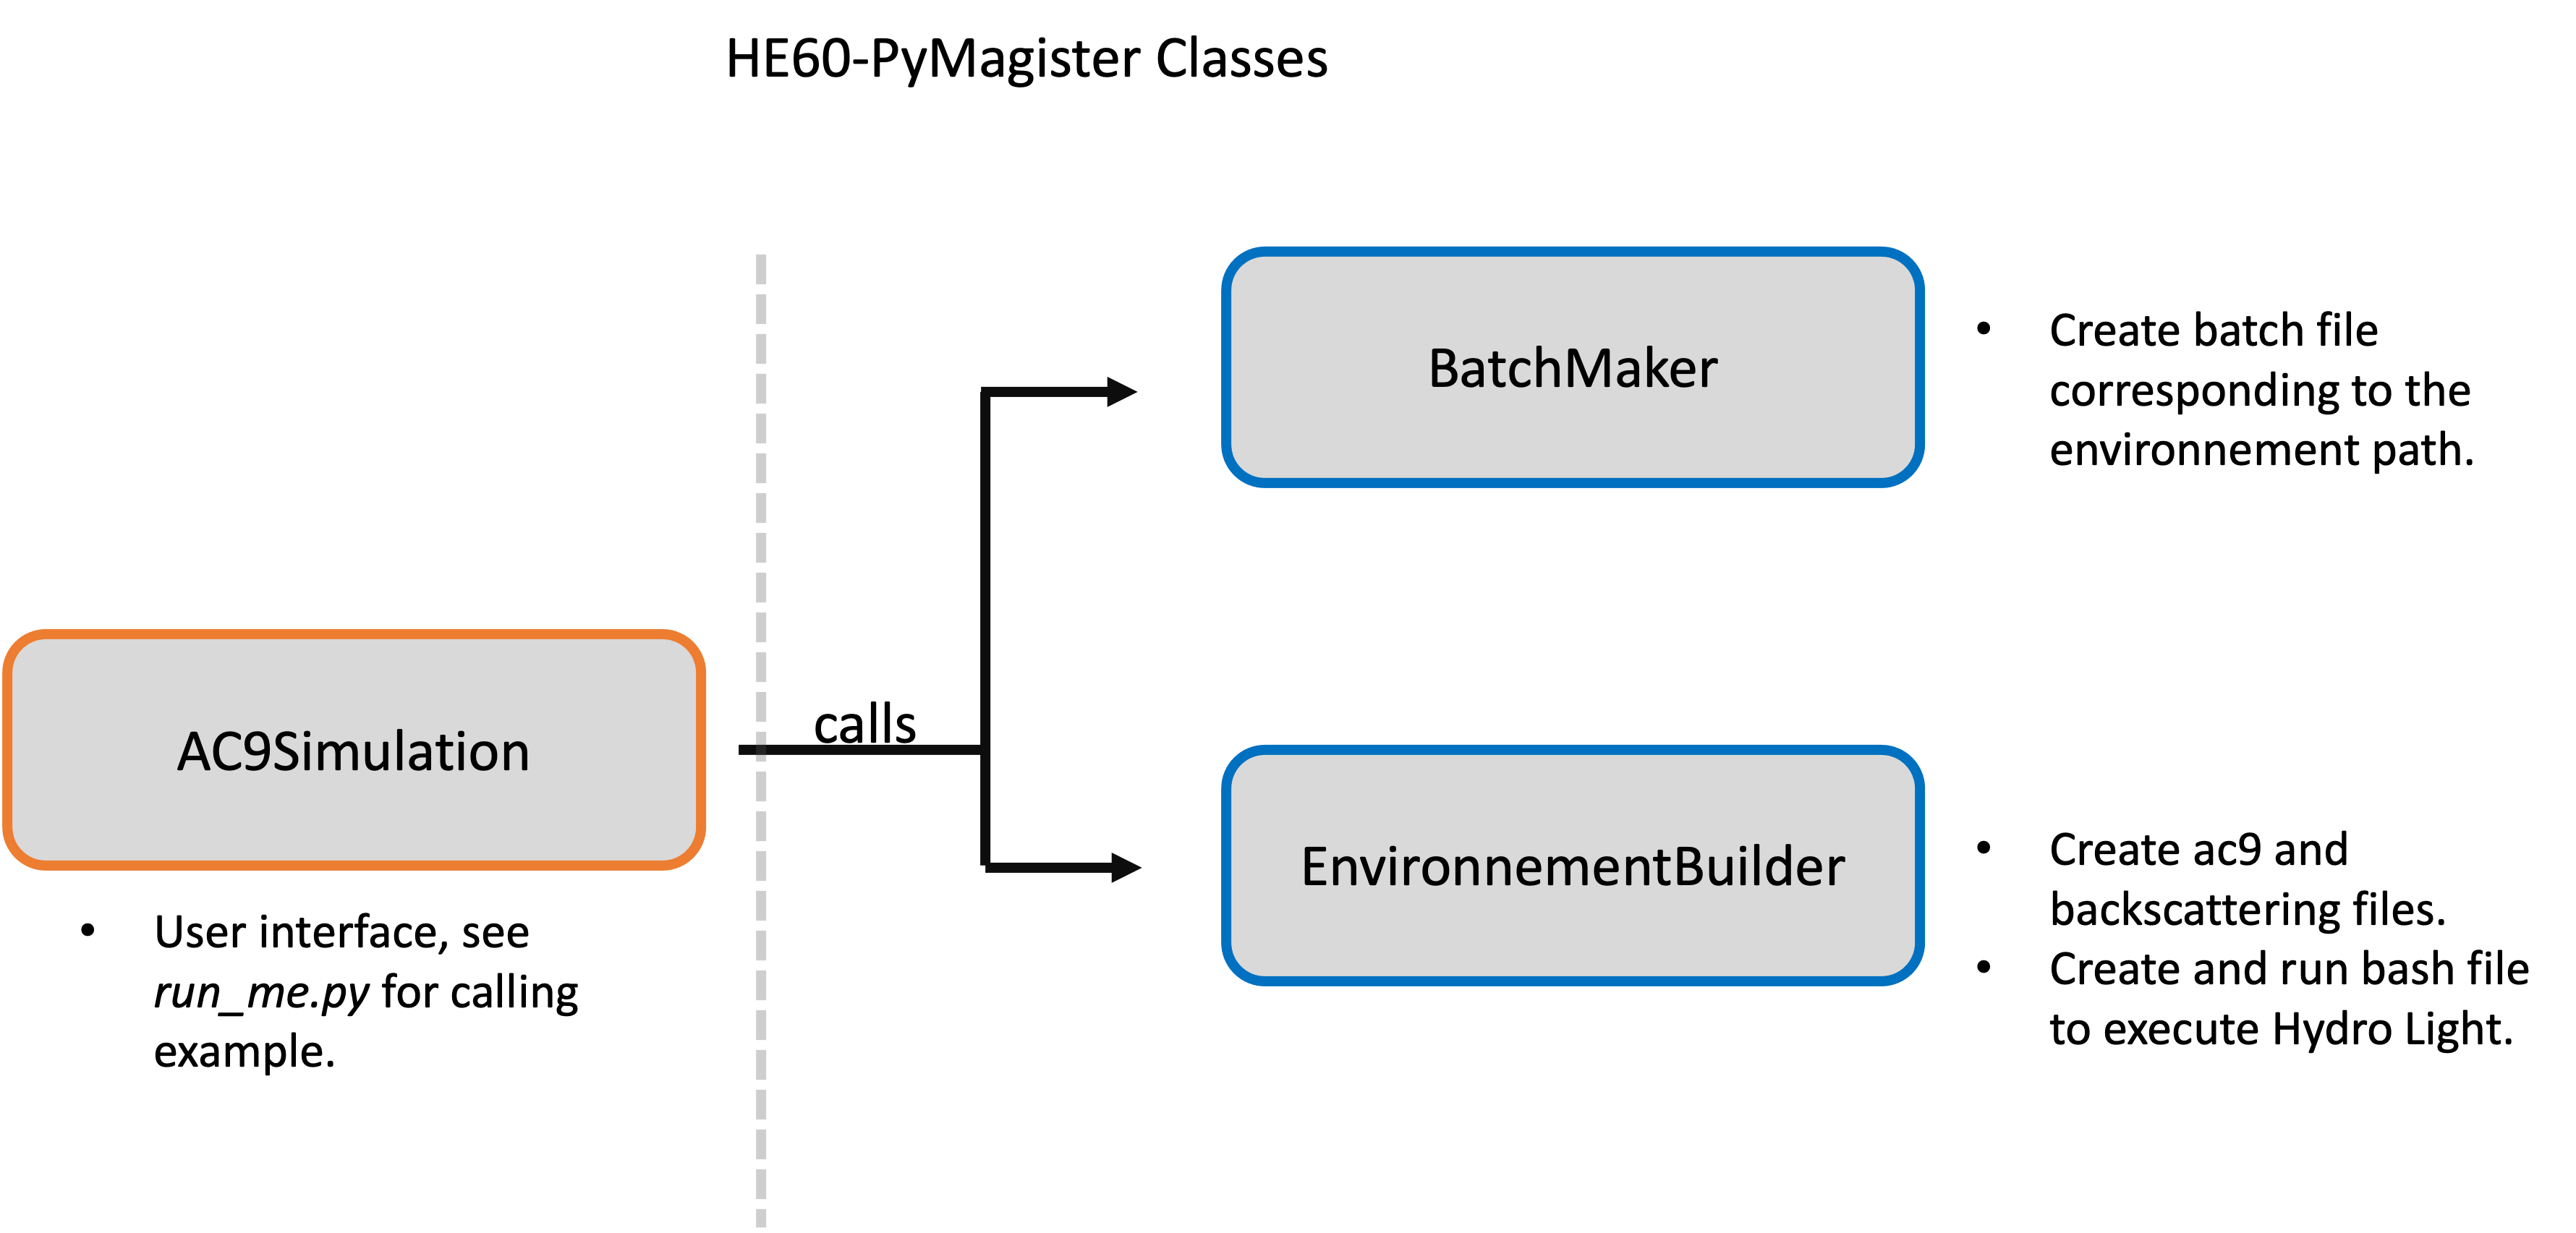 HE60-PyMagister Classes
BatchMaker
• Create batch file
corresponding to the
environnement path.
calls
AC9Simulation
• User interface, see
run_me.py for calling
example.
EnvironnementBuilder
• Create ac9 and
backscattering files.
• Create and run bash file
to execute Hydro Light.